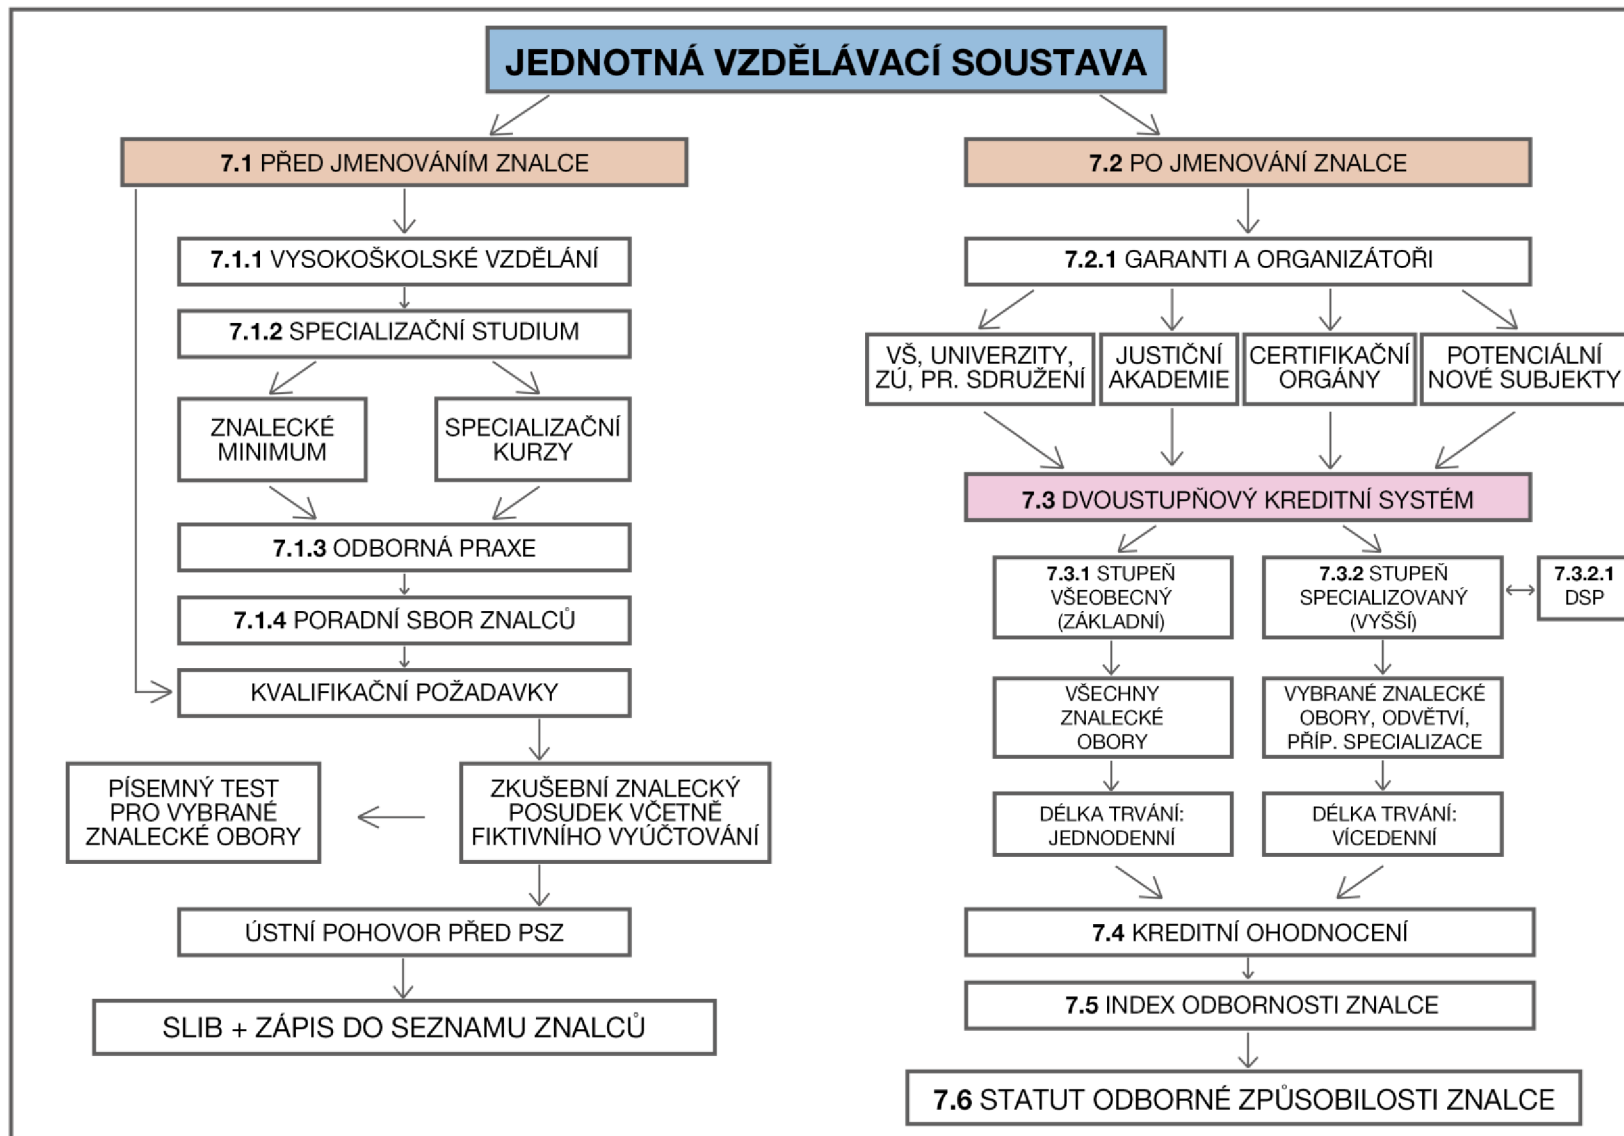 JEDNOTNÁ VZDĚLÁVACÍ SOUSTAVA
7.1 PŘED JMENOVÁNÍM ZNALCE
7.1.1 VYSOKOŠKOLSKÉ VZDĚLÁNÍ
7.1.2 SPECIALIZAČNÍ STUDIUM
ZNALECKÉ
MINIMUM
SPECIALIZAČNÍ
KURZY
7.1.3 ODBORNÁ PRAXE
7.1.4 PORADNÍ SBOR ZNALCŮ
KVALIFIKAČNÍ POŽADAVKY
PÍSEMNÝ TEST
PRO VYBRANÉ
ZNALECKÉ OBORY
ZKUŠEBNÍ ZNALECKÝ
POSUDEK VČETNĚ
FIKTIVNÍHO VYÚČTOVÁNÍ
ÚSTNÍ POHOVOR PŘED PSZ
SLIB + ZÁPIS DO SEZNAMU ZNALCŮ
7.2 PO JMENOVÁNÍ ZNALCE
7.2.1 GARANTI A ORGANIZÁTOŘI
VŠ, UNIVERZITY,
ZÚ, PR. SDRUŽENÍ
JUSTIČNÍ
AKADEMIE
CERTIFIKAČNÍ
ORGÁNY
POTENCIÁLNÍ
NOVÉ SUBJEKTY
7.3 DVOUSTUPŇOVÝ KREDITNÍ SYSTÉM
7.3.1 STUPEŇ
VŠEOBECNÝ
(ZÁKLADNÍ)
7.3.2 STUPEŇ
SPECIALIZOVANÝ
(VYŠŠÍ)
7.3.2.1
DSP
VŠECHNY
ZNALECKÉ
OBORY
VYBRANÉ ZNALECKÉ
OBORY, ODVĚTVÍ,
PŘÍP. SPECIALIZACE
DÉLKA TRVÁNÍ:
JEDNODENNÍ
DÉLKA TRVÁNÍ:
VÍCEDENNÍ
7.4 KREDITNÍ OHODNOCENÍ
7.5 INDEX ODBORNOSTI ZNALCE
7.6 STATUT ODBORNÉ ZPŮSOBILOSTI ZNALCE